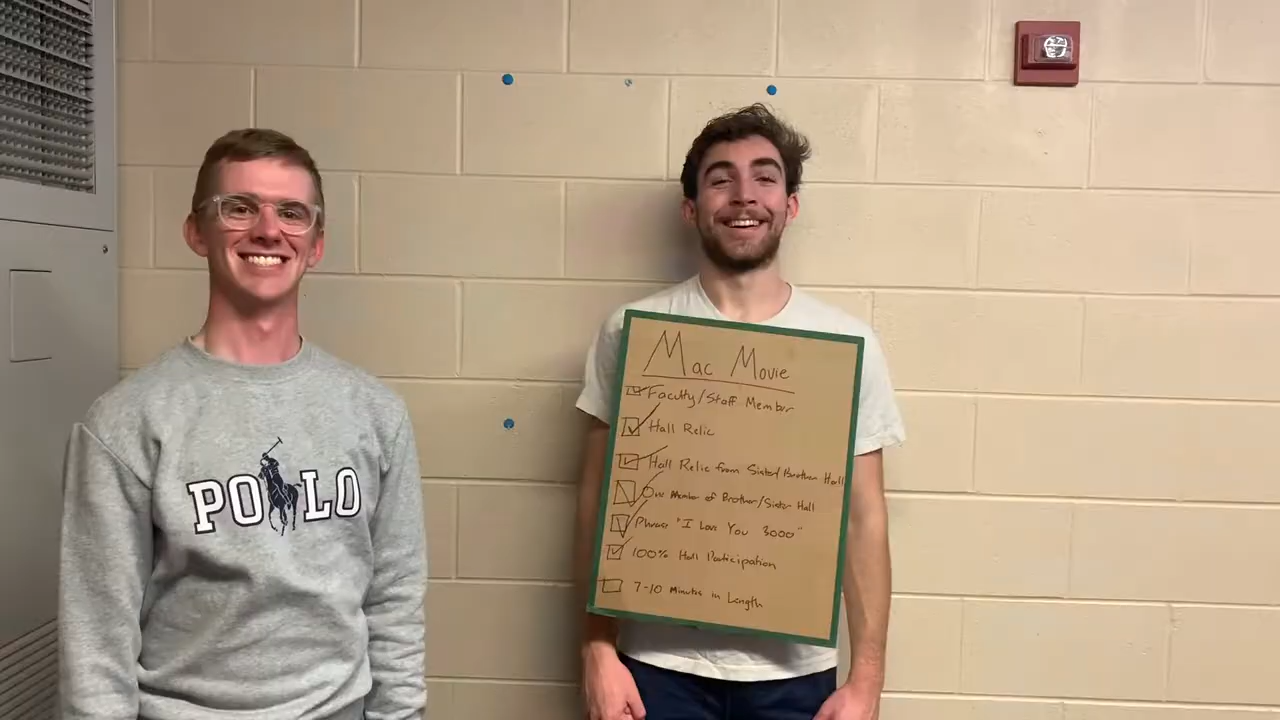 Mac Movie
Faculty/Staff Member
Hall Relic
Hall Relic from Sister/Brother Hall
One Member of Brother/Sister Hall
Phrase "I Love You 3000"
100% Hall Participation
7-10 Minutes in Length
POLO